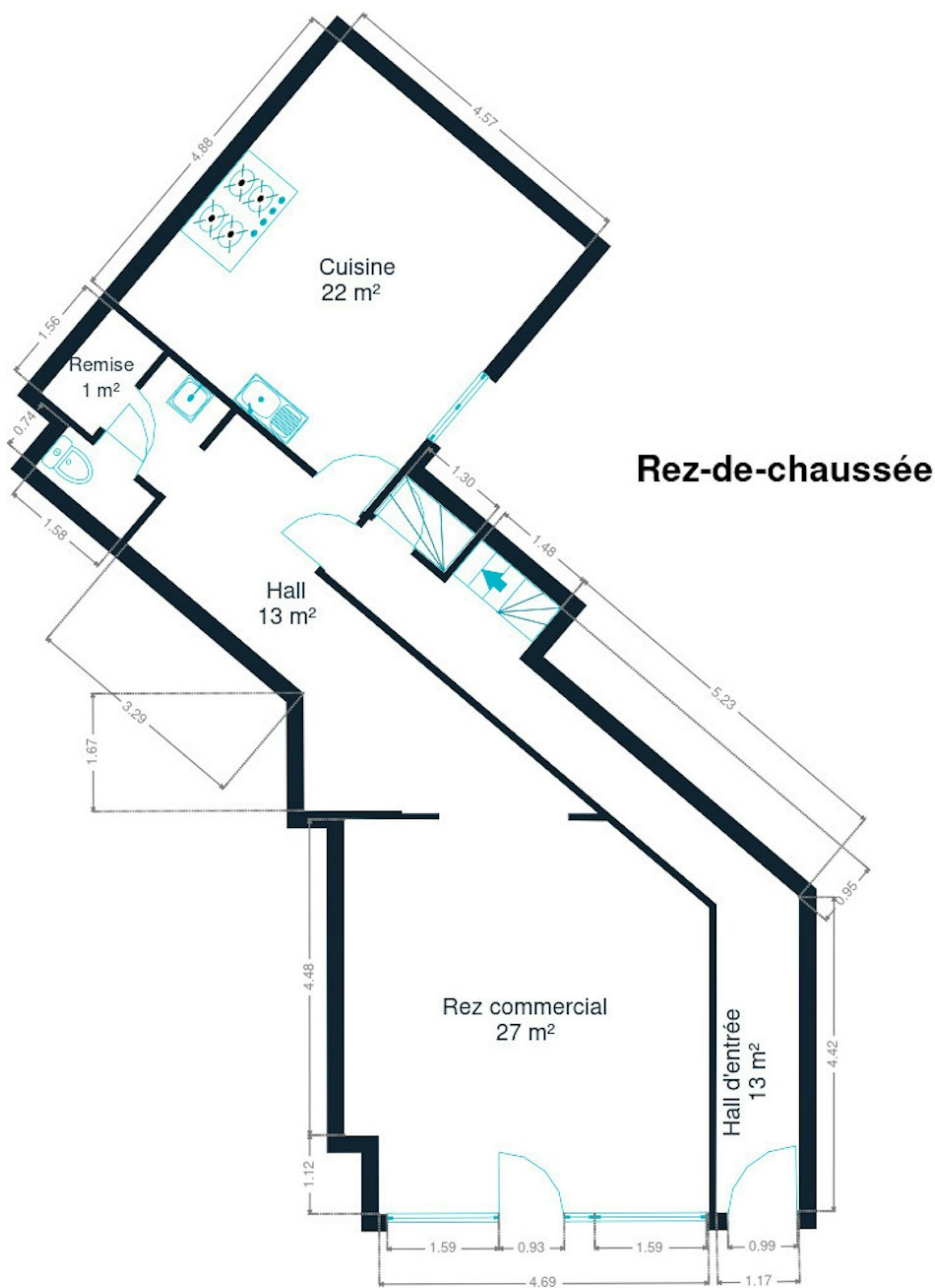 4.57
4.88
Cuisine
22 m²
1.56
Remise
1 m²
0.74
Rez-de-chaussée
1.30
1.58
1.48
Hall
13 m²
5.23
3.29
1.67
0.95
4.48
Rez commercial
27 m²
Hall d'entrée
13 m²
4.42
1.12
1.59
0.93
1.59
0.99
4.69
1.17